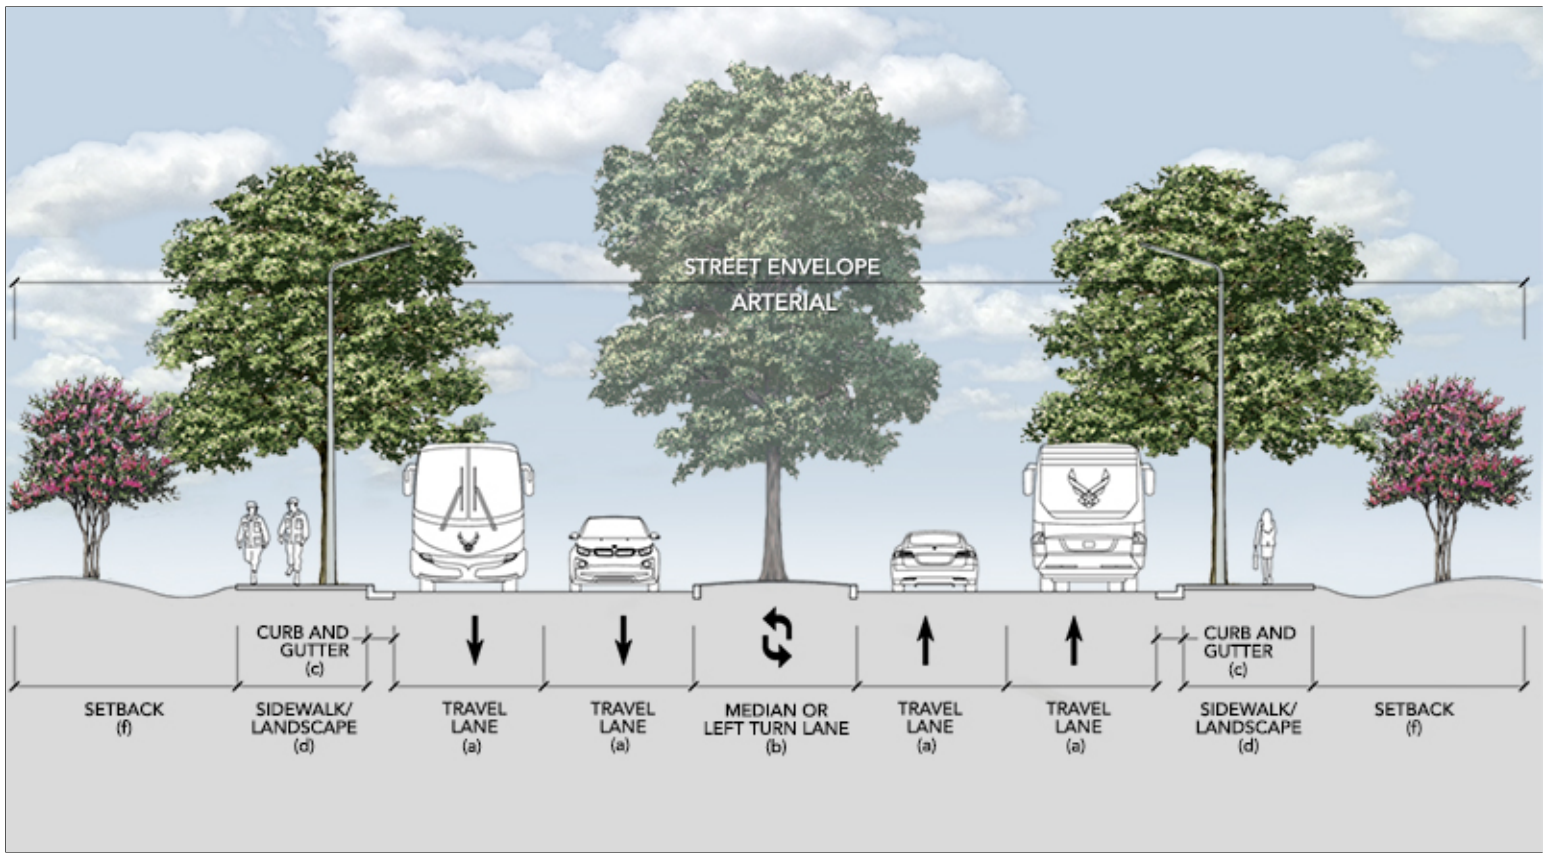 STREET ENVELOPE
ARTERIAL
CURB AND
GUTTER
(c)
CURB AND
GUTTER
(c)
SETBACK
(f)
SIDEWALK/
LANDSCAPE
(d)
TRAVEL
LANE
(a)
TRAVEL
LANE
(a)
MEDIAN OR
LEFT TURN LANE
(b)
TRAVEL
LANE
(a)
TRAVEL
LANE
(a)
SIDEWALK/
LANDSCAPE
(d)
SETBACK
(f)